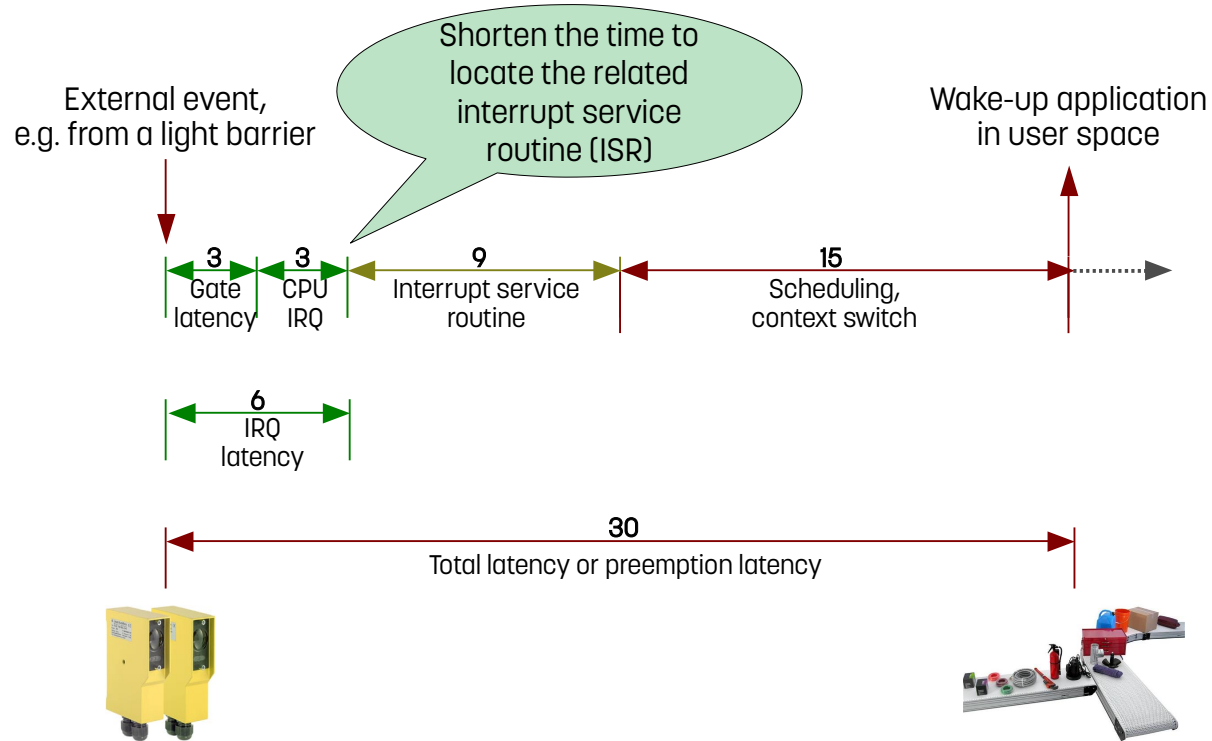 Shorten the time to
locate the related
interrupt service
routine (ISR)
External event,
e.g. from a light barrier
Wake-up application
in user space
3
Gate
latency
3
CPU
IRQ
9
Interrupt service
routine
15
Scheduling,
context switch
6
IRQ
latency
30
Total latency or preemption latency